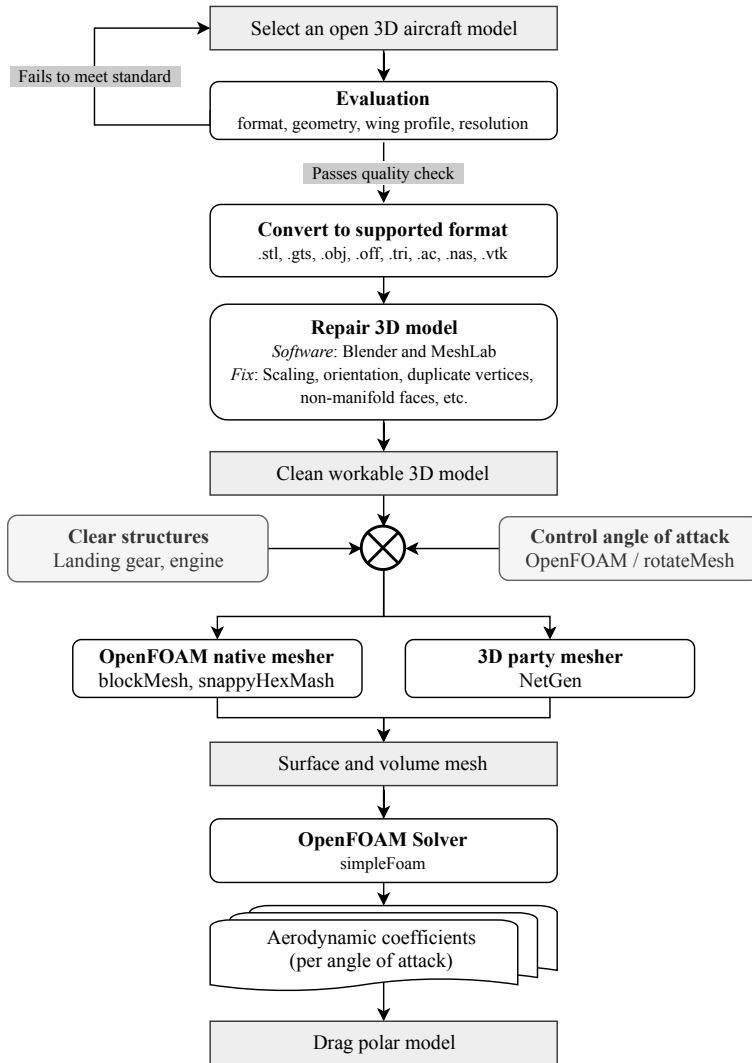 Select an open 3D aircraft model
Fails to meet standard
Evaluation
format, geometry, wing profile, resolution
Passes quality check
Convert to supported format
.stl, .gts, .obj, .off, .tri, .ac, .nas, .vtk
Repair 3D model
Software: Blender and MeshLab
Fix: Scaling, orientation, duplicate vertices,
non-manifold faces, etc.
Clean workable 3D model
Clear structures
Landing gear, engine
Control angle of attack
OpenFOAM / rotateMesh
OpenFOAM native mesher
blockMesh, snappyHexMash
3D party mesher
NetGen
Surface and volume mesh
OpenFOAM Solver
simpleFoam
Aerodynamic coefficients
(per angle of attack)
Drag polar model